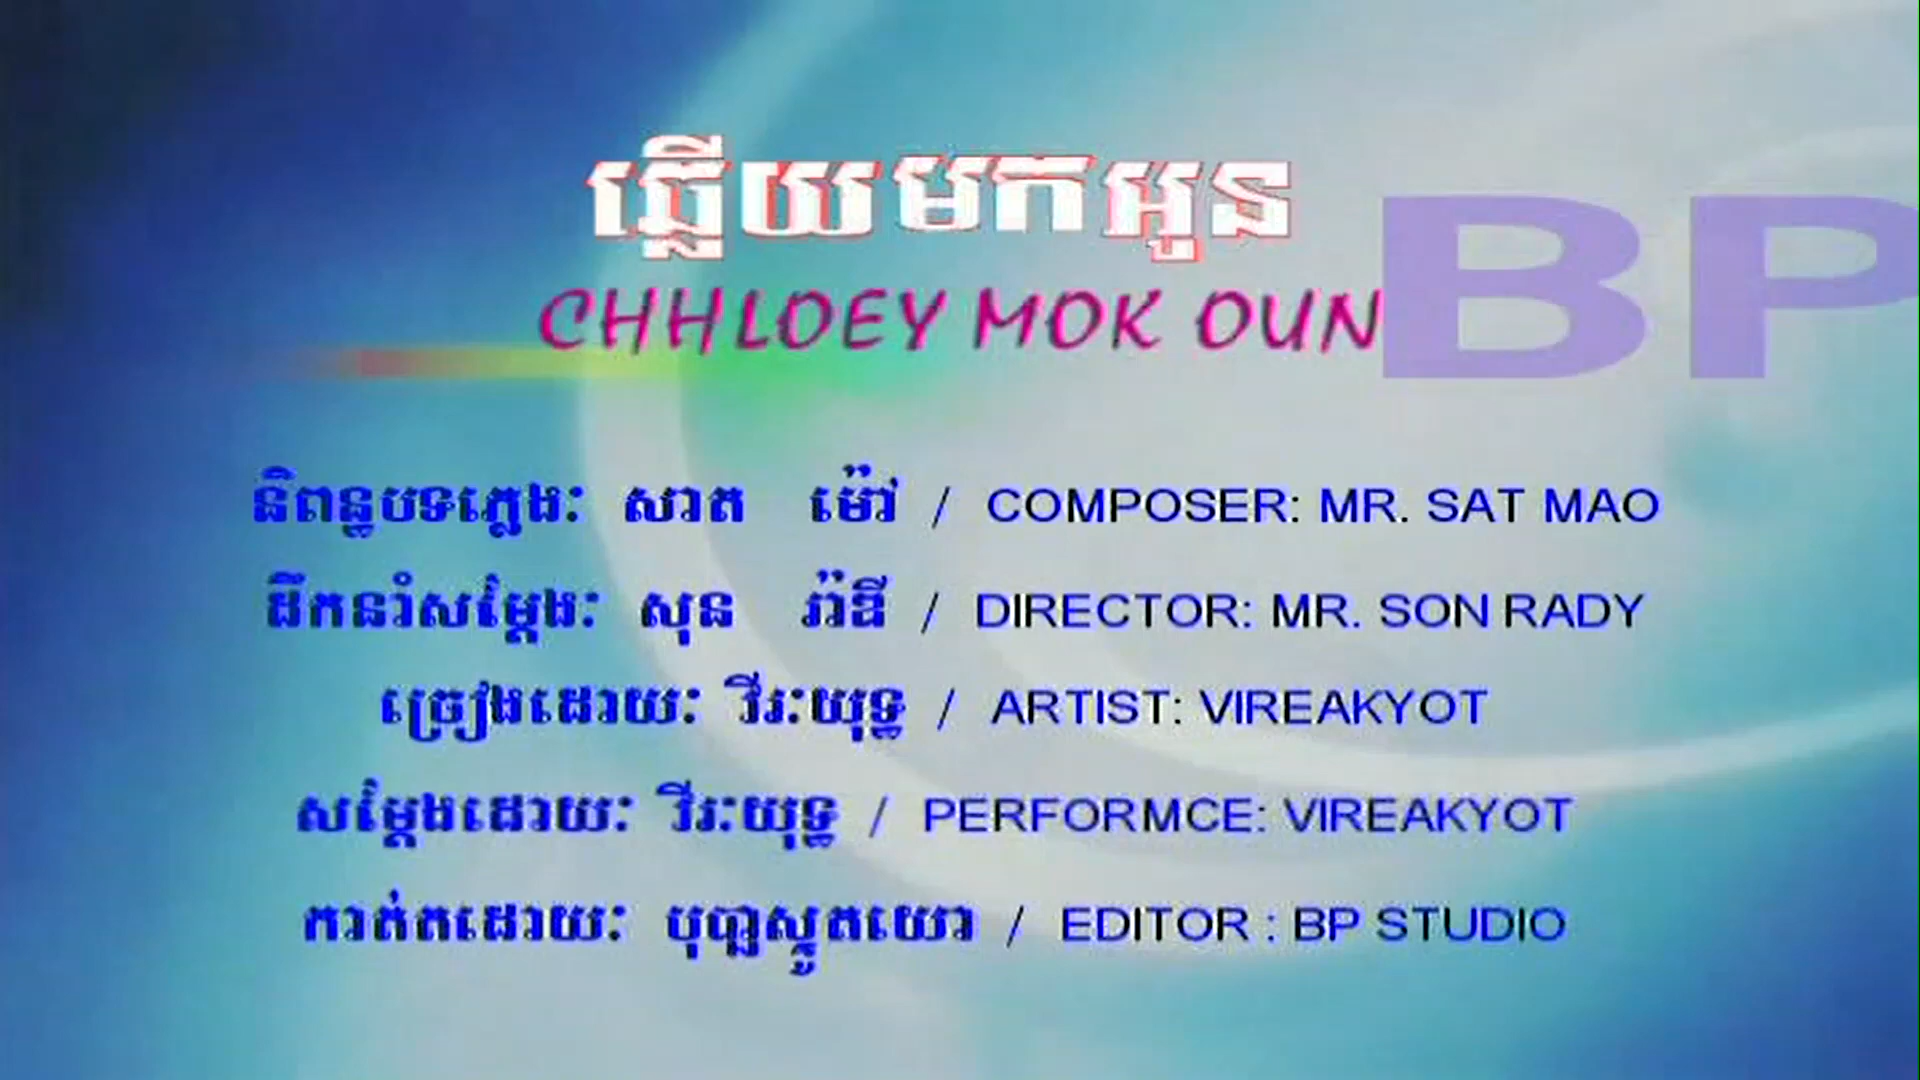 ឆ្លើយមកអូន
CHHLOEY MOK OUN
BP
និពន្ធបទភ្លេងៈ សាត ម៉ៅ / COMPOSER: MR. SAT MAO
ដឹកនាំសម្ដែងៈ សុន រ៉ាឌី / DIRECTOR: MR. SON RADY
ច្រៀងដោយៈ វីរៈយុទ្ធ / ARTIST: VIREAKYOT
សម្ដែងដោយៈ វីរៈយុទ្ធ / PERFORMCE: VIREAKYOT
កាត់តដោយៈ បុប្ផាស្ទូតយោ / EDITOR : BP STUDIO